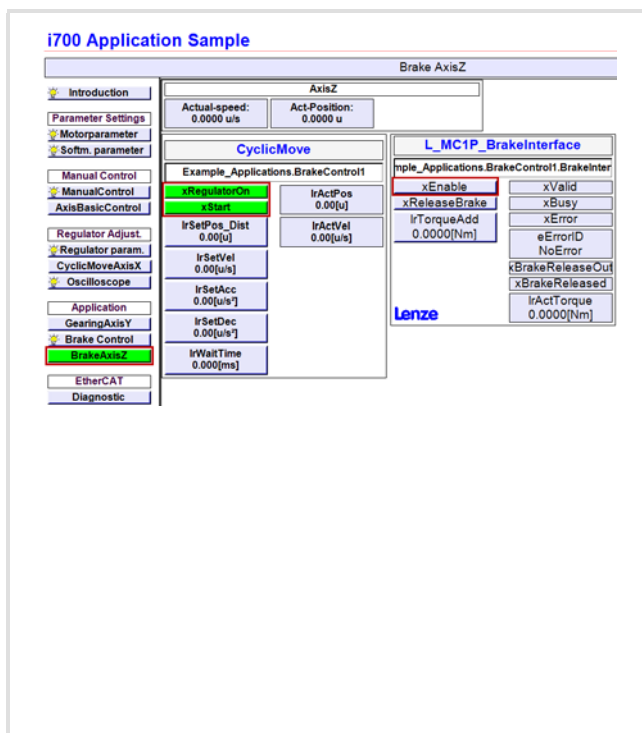 i700 Application Sample
Brake AxisZ
Introduction
Parameter Settings
Motorparameter
Softm. parameter
Manual Control
ManualControl
AxisBasicControl
Regulator Adjust.
Regulator param.
CyclicMoveAxisX
Oscilloscope
Application
GearingAxisY
Brake Control
BrakeAxisZ
EtherCAT
Diagnostic
AxisZ
Actual-speed:
0.0000 u/s
Act-Position:
0.0000 u
CyclicMove
Example_Applications.BrakeControl1
xRegulatorOn
xStart
lrSetPos_Dist
0.00[u]
lrSetVel
0.00[u/s]
lrSetAcc
0.00[u/s²]
lrSetDec
0.00[u/s²]
lrWaitTime
0.000[ms]
lrActPos
0.00[u]
lrActVel
0.00[u/s]
L_MC1P_BrakeInterface
mple_Applications.BrakeControl1.BrakeInter
xEnable
xReleaseBrake
lrTorqueAdd
0.0000[Nm]
xValid
xBusy
xError
eErrorID
NoError
xBrakeReleaseOut
xBrakeReleased
lrActTorque
0.0000[Nm]
Lenze